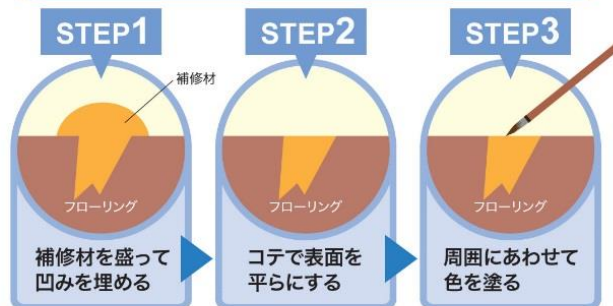 STEP1
補修材
フローリング
補修材を盛って
凹みを埋める
STEP2
フローリング
コテで表面を
平らにする
STEP3
フローリング
周囲にあわせて
色を塗る